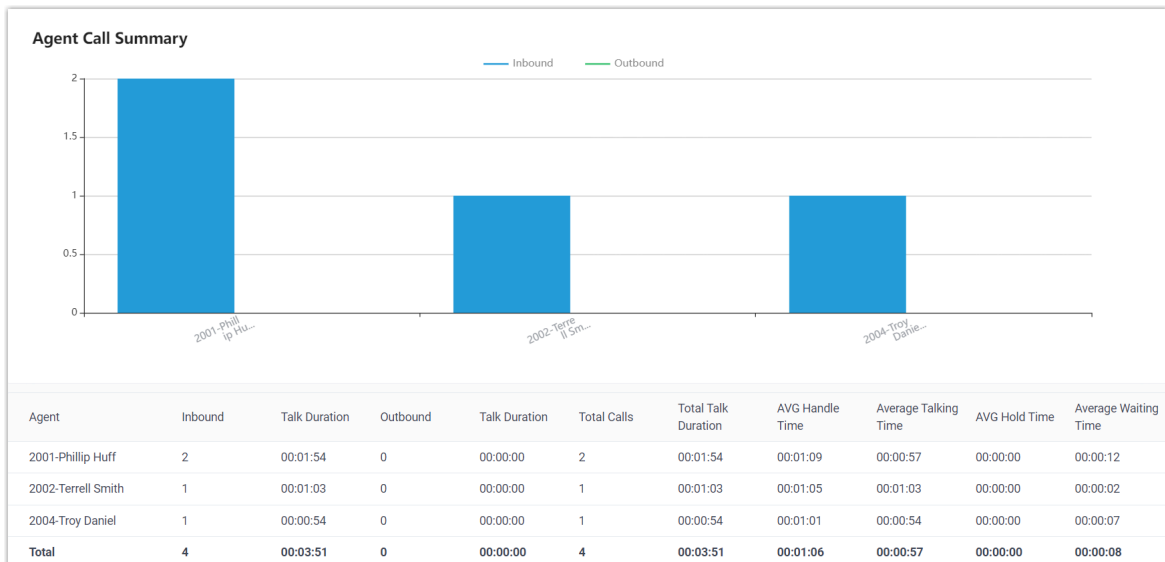 Agent Call Summary
Inbound Outbound
2
1.5
1
0.5
0
2001-Phill
ip Hu...
2002-Terre
ll Sm...
2004-Troy
Danie...
Agent Inbound Talk Duration Outbound Talk Duration Total Calls Total Talk Duration AVG Handle Time Average Talking Time AVG Hold Time Average Waiting Time
2001-Phillip Huff 2 00:01:54 0 00:00:00 2 00:01:54 00:01:09 00:00:57 00:00:00 00:00:12
2002-Terrell Smith 1 00:01:03 0 00:00:00 1 00:01:03 00:01:05 00:01:03 00:00:00 00:00:02
2004-Troy Daniel 1 00:00:54 0 00:00:00 1 00:00:54 00:01:01 00:00:54 00:00:00 00:00:07
Total 4 00:03:51 0 00:00:00 4 00:03:51 00:01:06 00:00:57 00:00:00 00:00:08